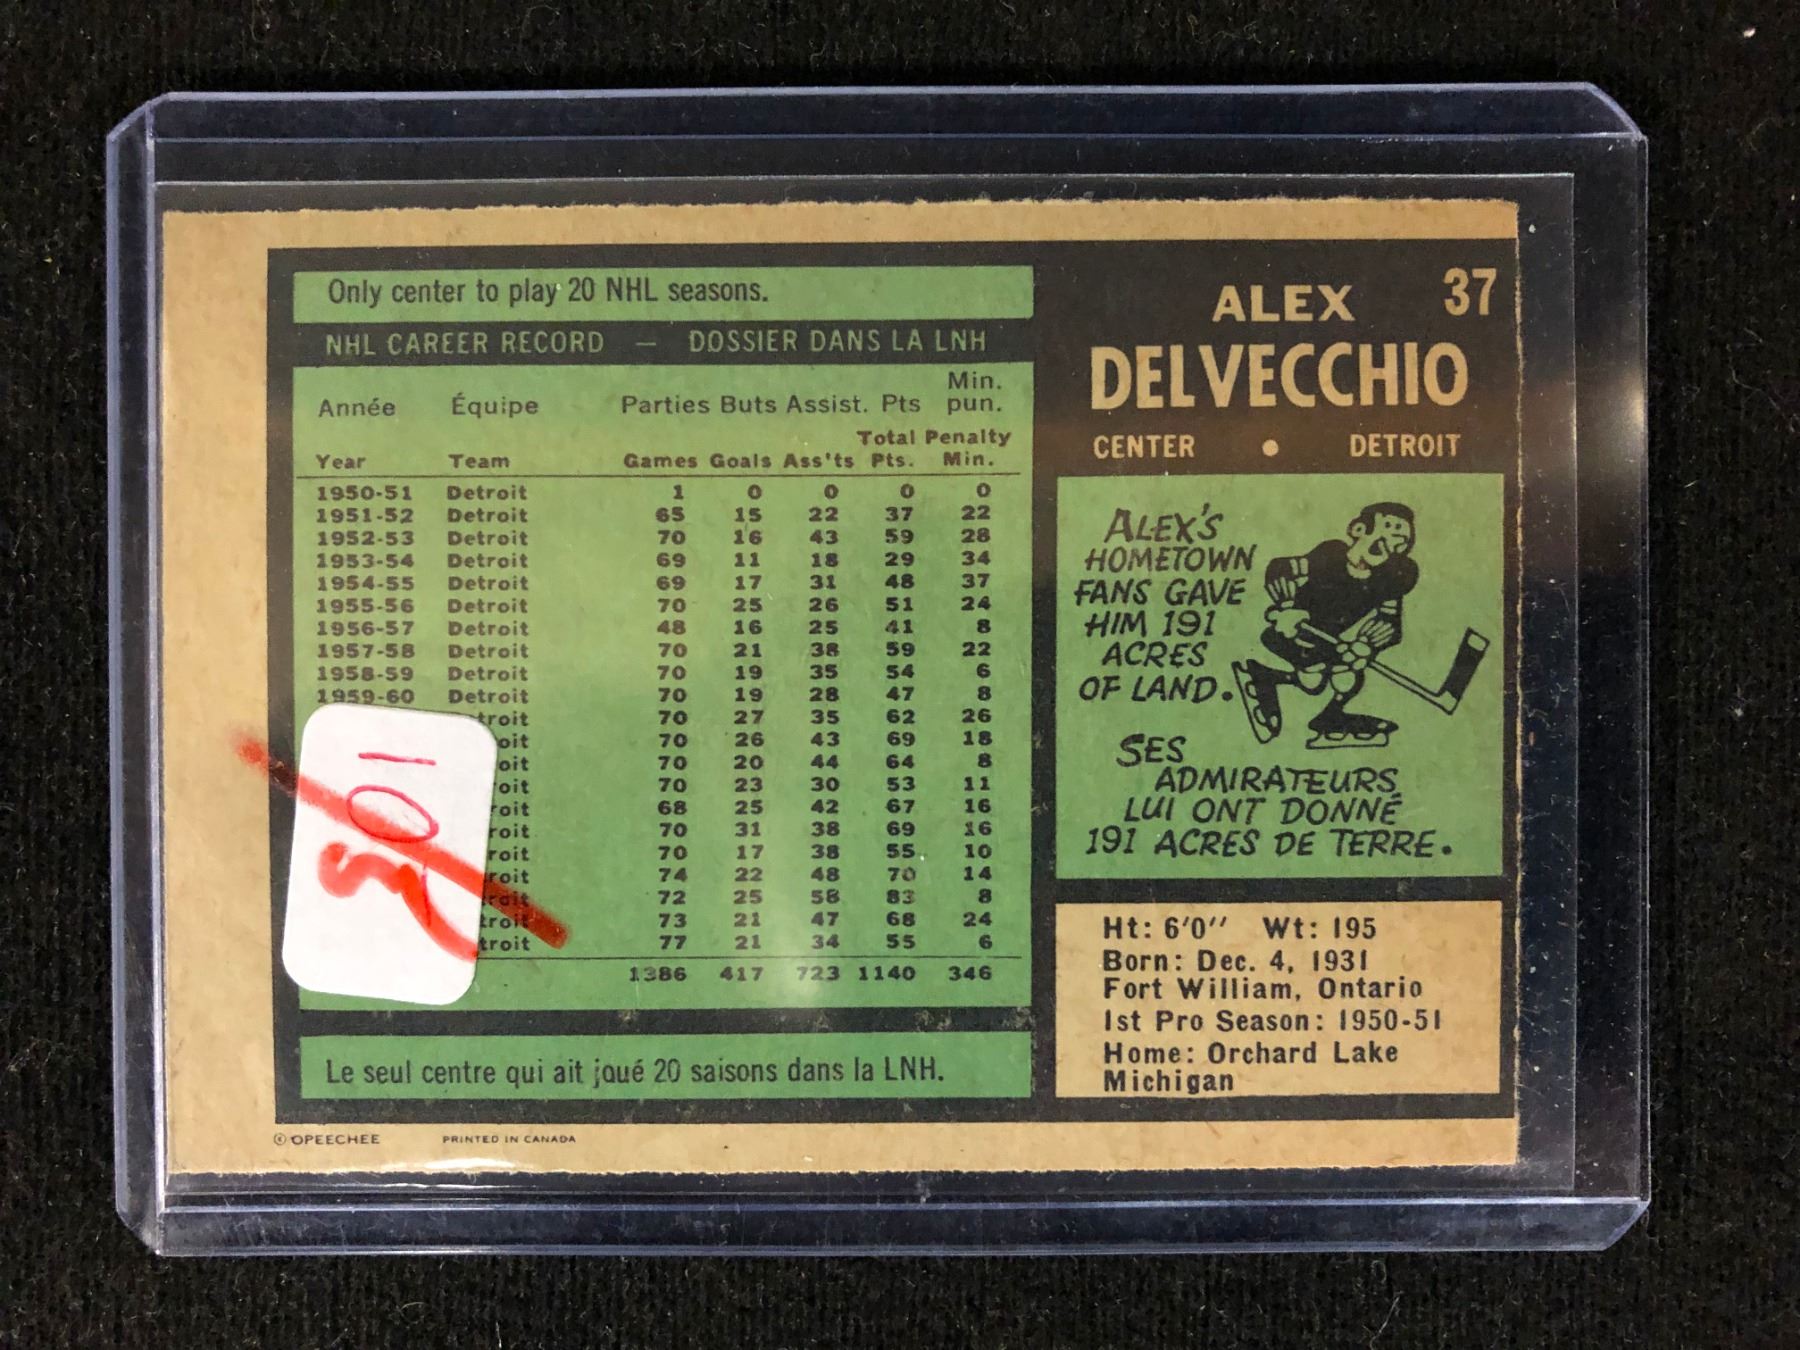 Only center to play 20 NHL seasons.
NHL CAREER RECORD — DOSSIER DANS LA LNH
Année Équipe Parties Buts Assist. Pts Min. pun.
Year Team Games Goals Ass'ts Total Pts. Penalty Min.
1950-51 Detroit 1 0 0 0 0
1951-52 Detroit 65 15 22 37 22
1952-53 Detroit 70 16 43 59 28
1953-54 Detroit 69 11 18 29 34
1954-55 Detroit 69 17 31 48 37
1955-56 Detroit 70 25 26 51 24
1956-57 Detroit 48 16 25 41 8
1957-58 Detroit 70 21 38 59 22
1958-59 Detroit 70 19 35 54 6
1959-60 Detroit 70 19 28 47 8
troit 70 27 35 62 26
oit 70 26 43 69 18
oit 70 20 44 64 8
oit 70 23 30 53 11
oit 68 25 42 67 16
roit 70 31 38 69 16
roit 70 17 38 55 10
roit 74 22 48 70 14
roit 72 25 58 83 8
troit 73 21 47 68 24
troit 77 21 34 55 6
1386 417 723 1140 346
Le seul centre qui ait joué 20 saisons dans la LNH.
© OPEECHEE PRINTED IN CANADA
37
ALEX
DELVECCHIO
CENTER • DETROIT
ALEX'S
HOMETOWN
FANS GAVE
HIM 191
ACRES
OF LAND.
SES
ADMIRATEURS
LUI ONT DONNÉ
191 ACRES DE TERRE.
Ht: 6'0" Wt: 195
Born: Dec. 4, 1931
Fort William, Ontario
1st Pro Season: 1950-51
Home: Orchard Lake
Michigan